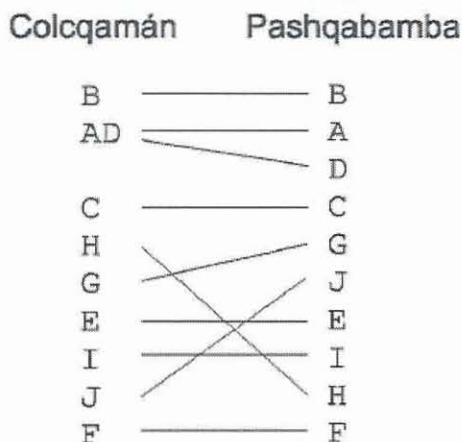 Colcqamán Pashqabamba
B B
AD A
D
C C
H G
G J
E E
I I
J H
F F